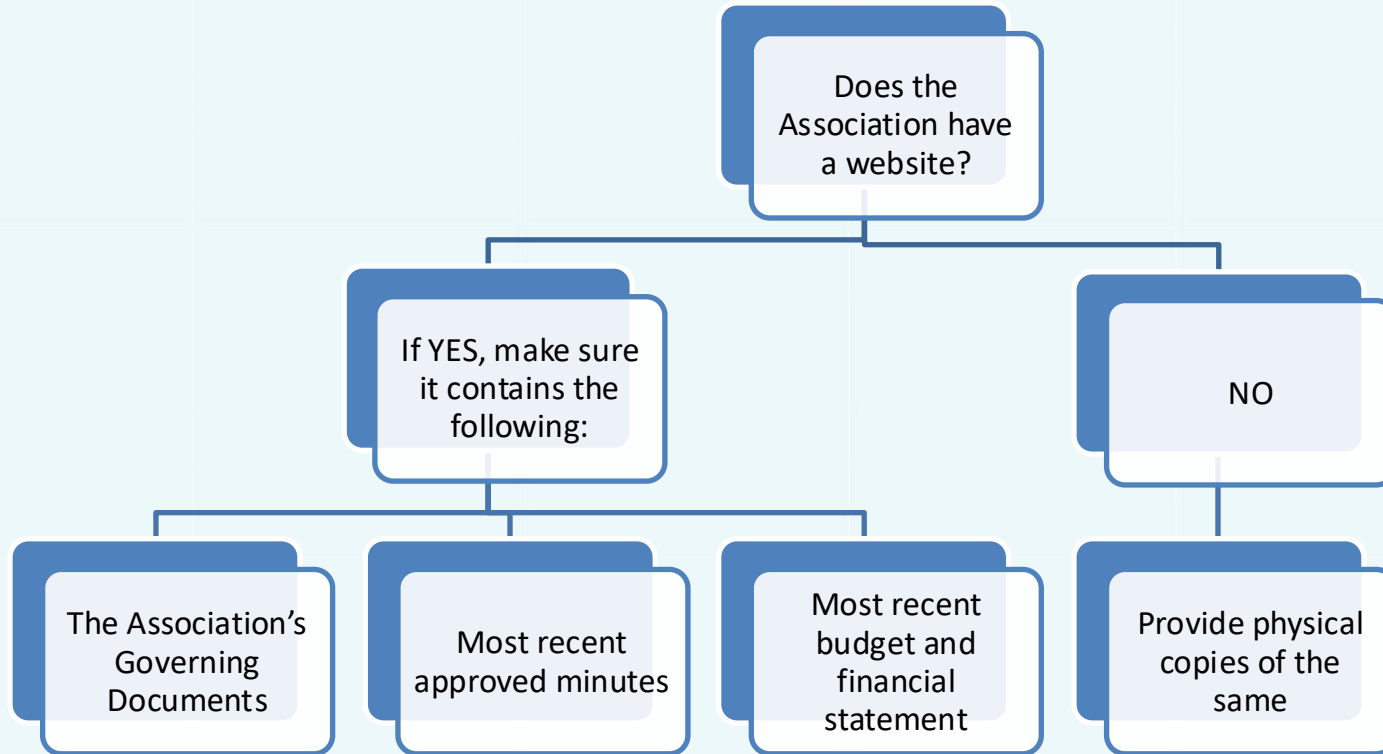 Does the
Association have
a website?
If YES, make sure
it contains the
following:
NO
The Association’s
Governing
Documents
Most recent
approved minutes
Most recent
budget and
financial
statement
Provide physical
copies of the
same